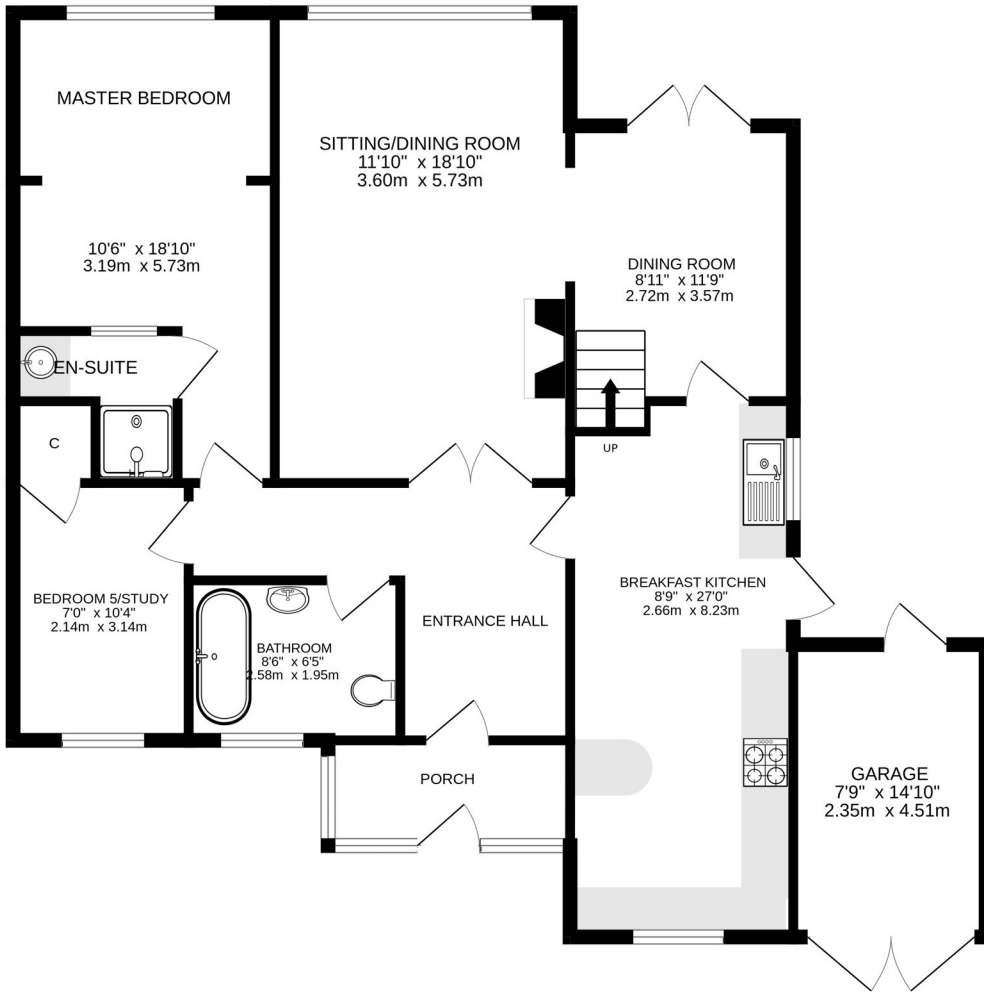 MASTER BEDROOM
10'6" x 18'10"
3.19m x 5.73m
SITTING/DINING ROOM
11'10" x 18'10"
3.60m x 5.73m
DINING ROOM
8'11" x 11'9"
2.72m x 3.57m
EN-SUITE
C
UP
BEDROOM 5/STUDY
7'0" x 10'4"
2.14m x 3.14m
BATHROOM
8'6" x 6'5"
2.58m x 1.95m
ENTRANCE HALL
BREAKFAST KITCHEN
8'9" x 27'0"
2.66m x 8.23m
PORCH
GARAGE
7'9" x 14'10"
2.35m x 4.51m